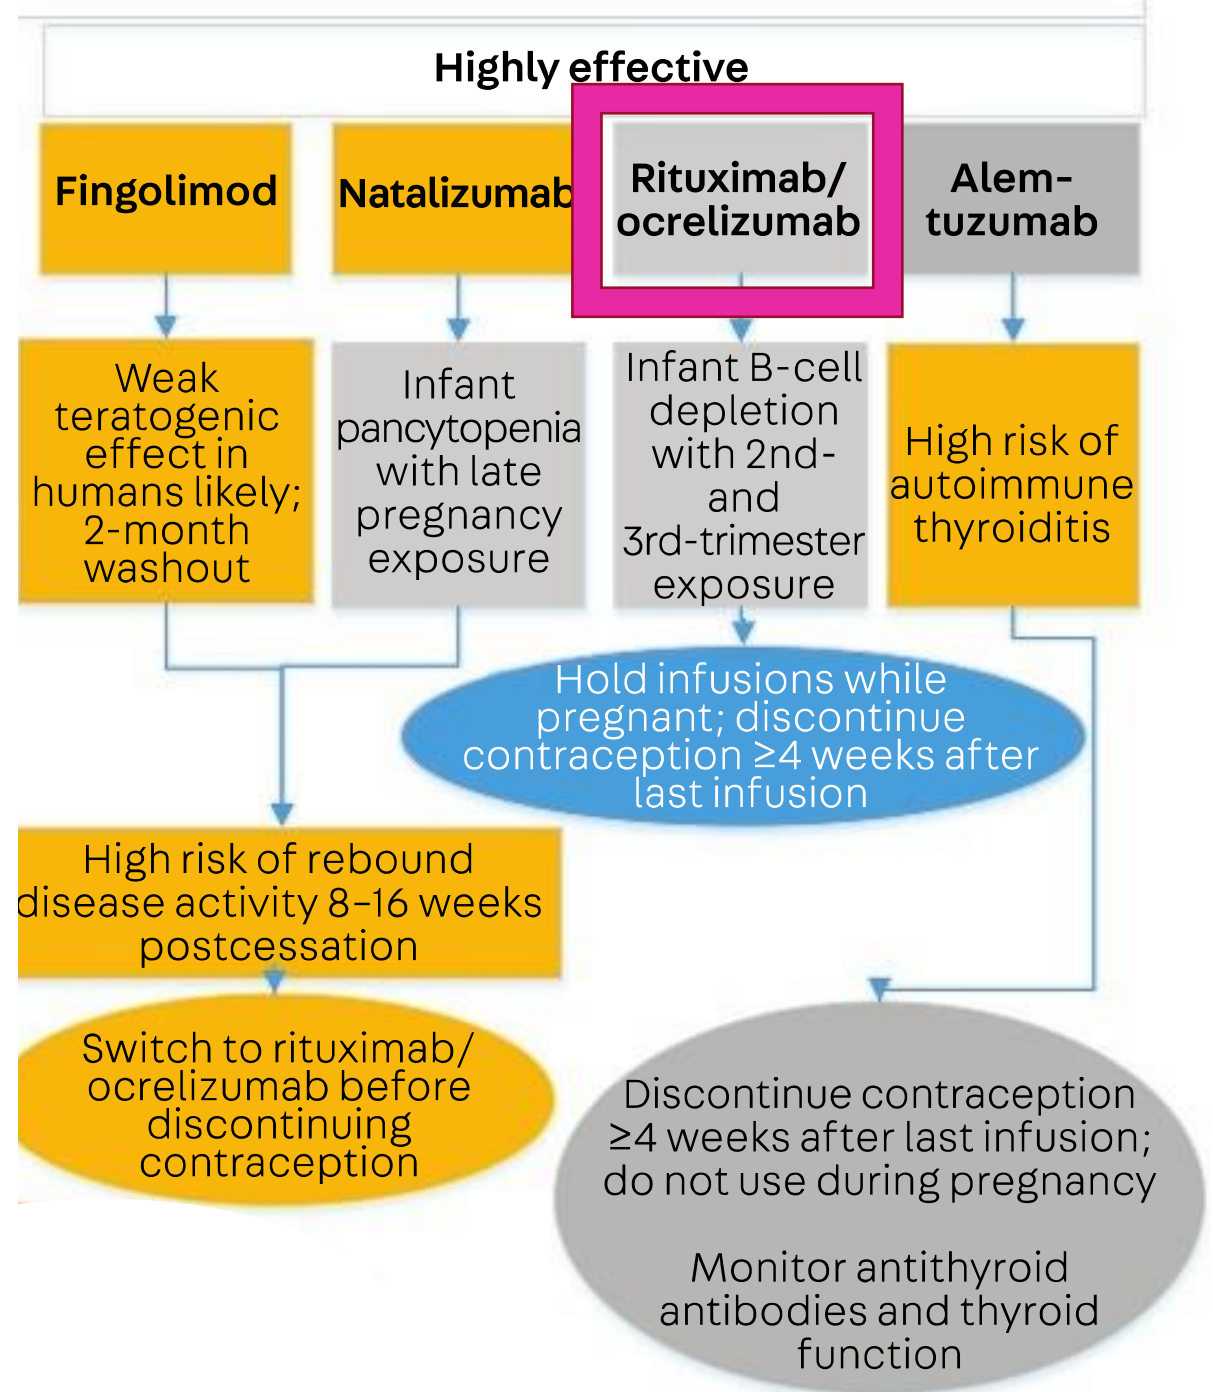 Highly effective
Fingolimod
Natalizumab
Rituximab/
ocrelizumab
Alem-
tuzumab
Weak
teratogenic
effect in
humans likely;
2-month
washout
Infant
pancytopenia
with late
pregnancy
exposure
Infant B-cell
depletion
with 2nd-
and
3rd-trimester
exposure
High risk of
autoimmune
thyroiditis
Hold infusions while
pregnant; discontinue
contraception ≥4 weeks after
last infusion
High risk of rebound
disease activity 8–16 weeks
postcessation
Switch to rituximab/
ocrelizumab before
discontinuing
contraception
Discontinue contraception
≥4 weeks after last infusion;
do not use during pregnancy
Monitor antithyroid
antibodies and thyroid
function